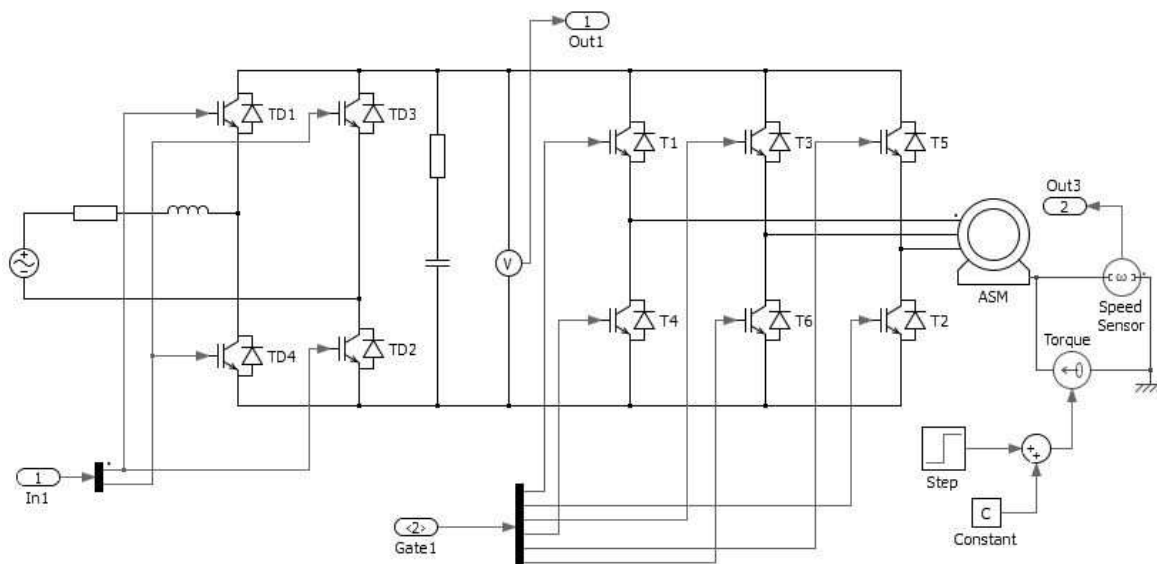 1
Out1
TD1
TD3
T1
T3
T5
Out3
2
V
ω
ASM
Speed
Sensor
T4
T6
T2
TD4
TD2
Torque
1
In1
Step
+
+
C
Constant
<2>
Gate1